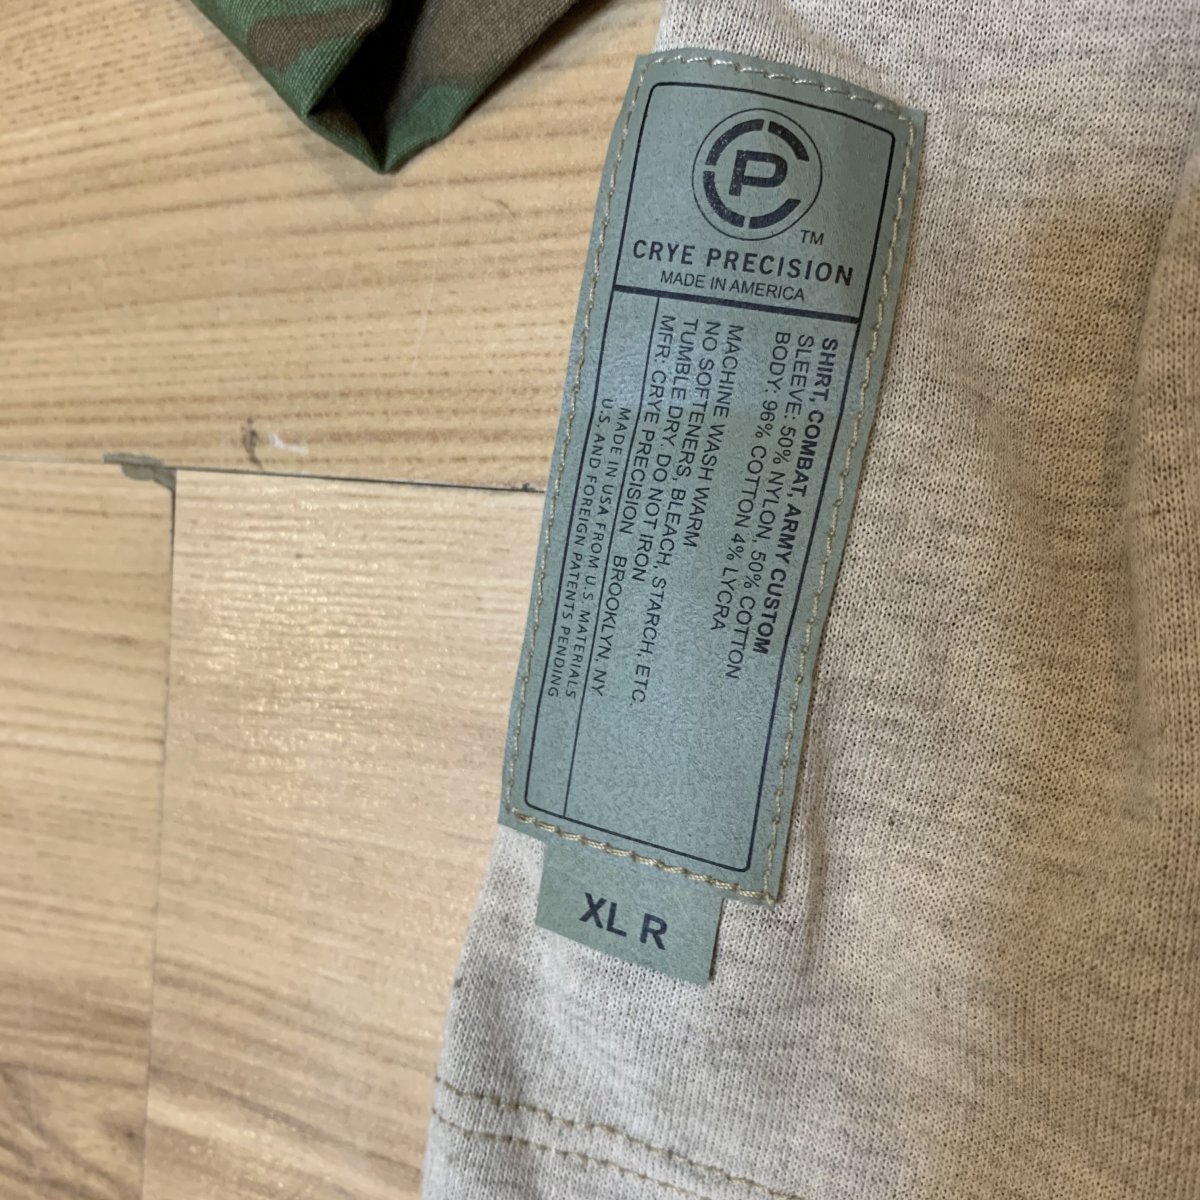 P
TM
CRYE PRECISION
MADE IN AMERICA
SHIRT, COMBAT, ARMY CUSTOM
SLEEVE: 50% NYLON, 50% COTTON
BODY: 96% COTTON 4% LYCRA
MACHINE WASH WARM
NO SOFTENERS, BLEACH, STARCH, ETC.
TUMBLE DRY. DO NOT IRON
MFR: CRYE PRECISION BROOKLYN, NY
MADE IN USA FROM U.S. MATERIALS
U.S. AND FOREIGN PATENTS PENDING
XL R